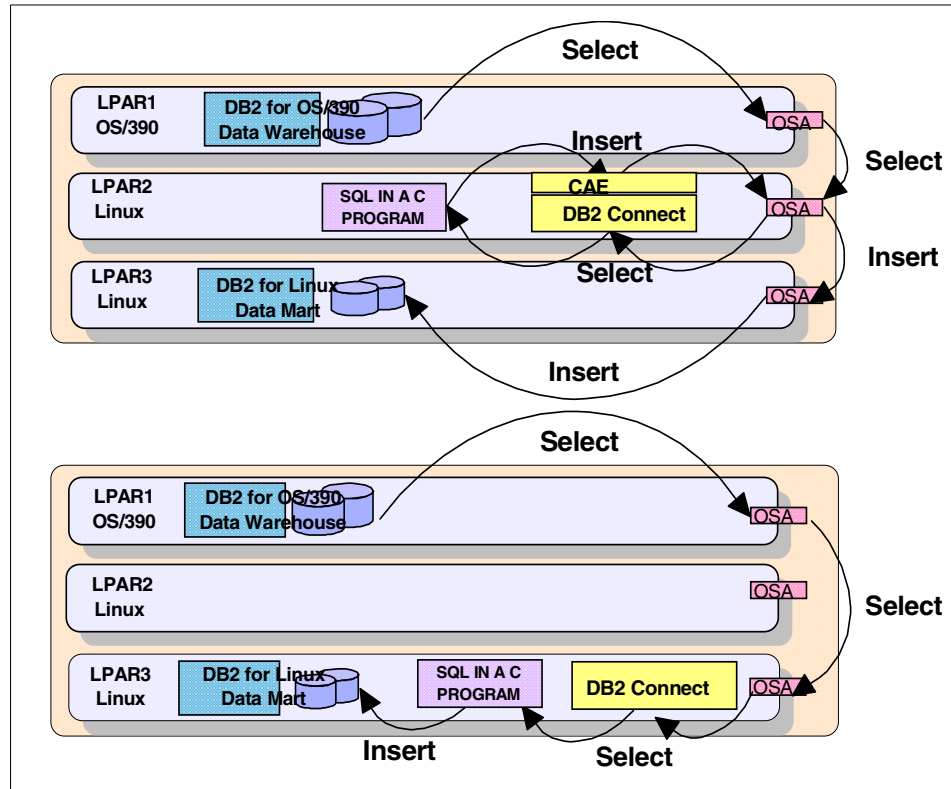 Select
LPAR1
OS/390
DB2 for OS/390
Data Warehouse
OSA
Insert
Select
LPAR2
Linux
SQL IN A C
PROGRAM
CAE
DB2 Connect
OSA
Select
Insert
LPAR3
Linux
DB2 for Linux
Data Mart
OSA
Insert
Select
LPAR1
OS/390
DB2 for OS/390
Data Warehouse
OSA
LPAR2
Linux
OSA
Select
LPAR3
Linux
DB2 for Linux
Data Mart
SQL IN A C
PROGRAM
DB2 Connect
OSA
Insert
Select